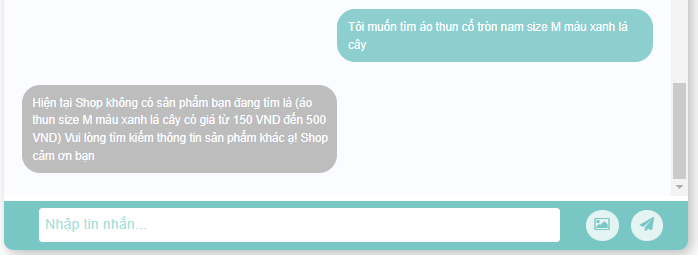 Tôi muốn tìm áo thun cổ tròn nam size M màu xanh lá
cây
Hiện tại Shop không có sản phẩm bạn đang tìm là (áo
thun size M màu xanh lá cây có giá từ 150 VND đến 500
VND) Vui lòng tìm kiếm thông tin sản phẩm khác ạ! Shop
cảm ơn bạn
Nhập tin nhắn...